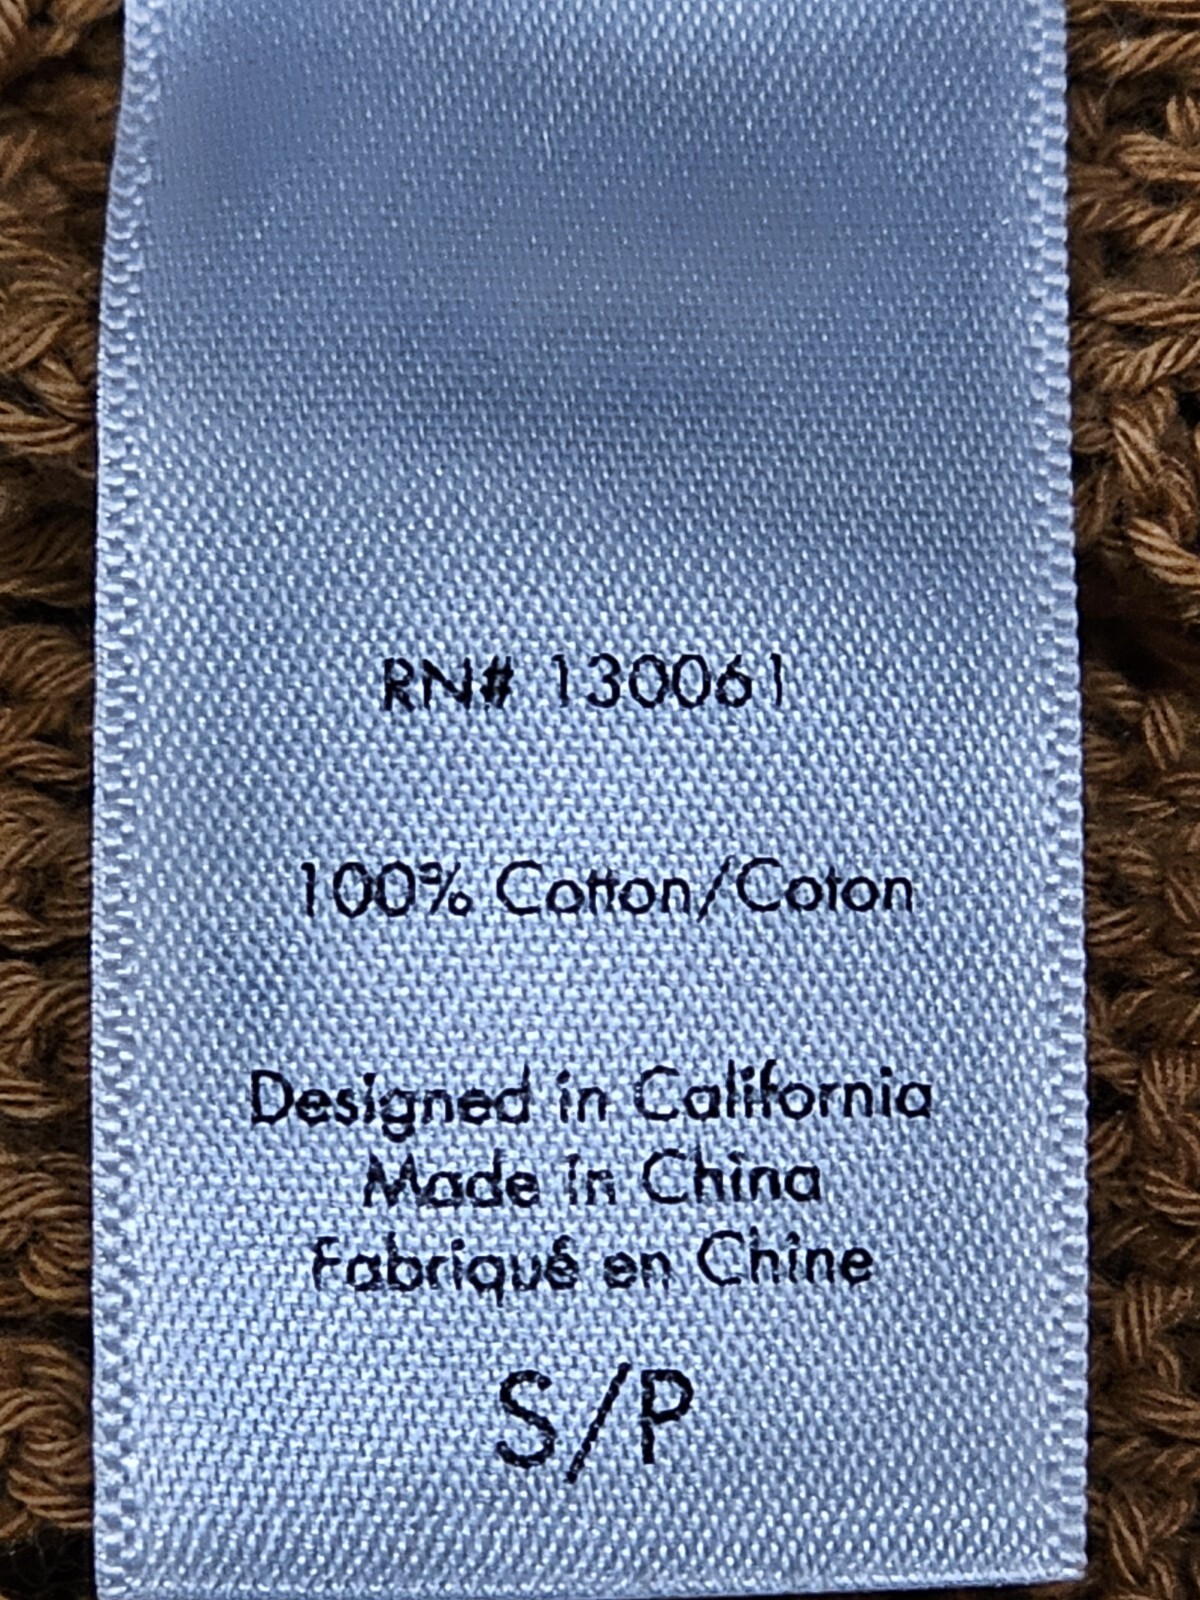 RN# 130061
100% Cotton/Coton
Designed in California
Made in China
Fabriqué en Chine
S/P